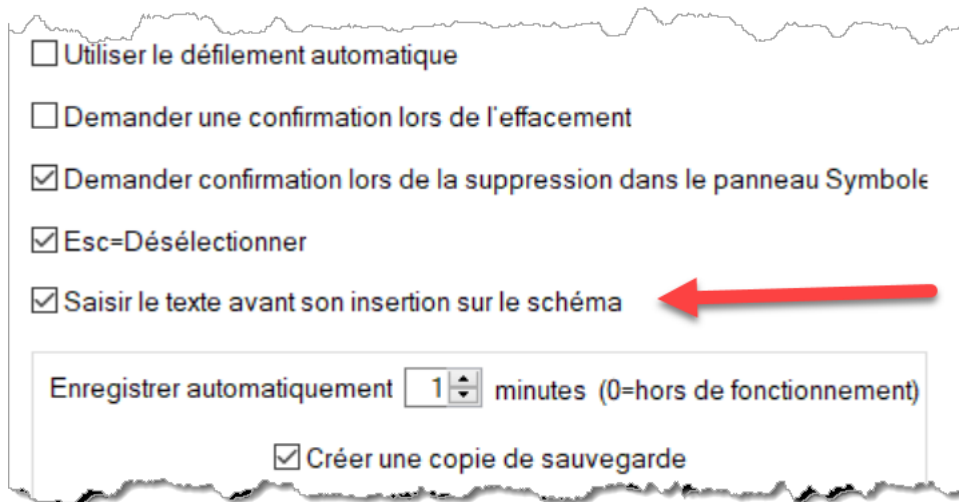 Utiliser le défilement automatique
Demander une confirmation lors de l'effacement
Demander confirmation lors de la suppression dans le panneau Symbole
Esc=Désélectionner
Saisir le texte avant son insertion sur le schéma
Enregistrer automatiquement 1 minutes (0=hors de fonctionnement)
Créer une copie de sauvegarde